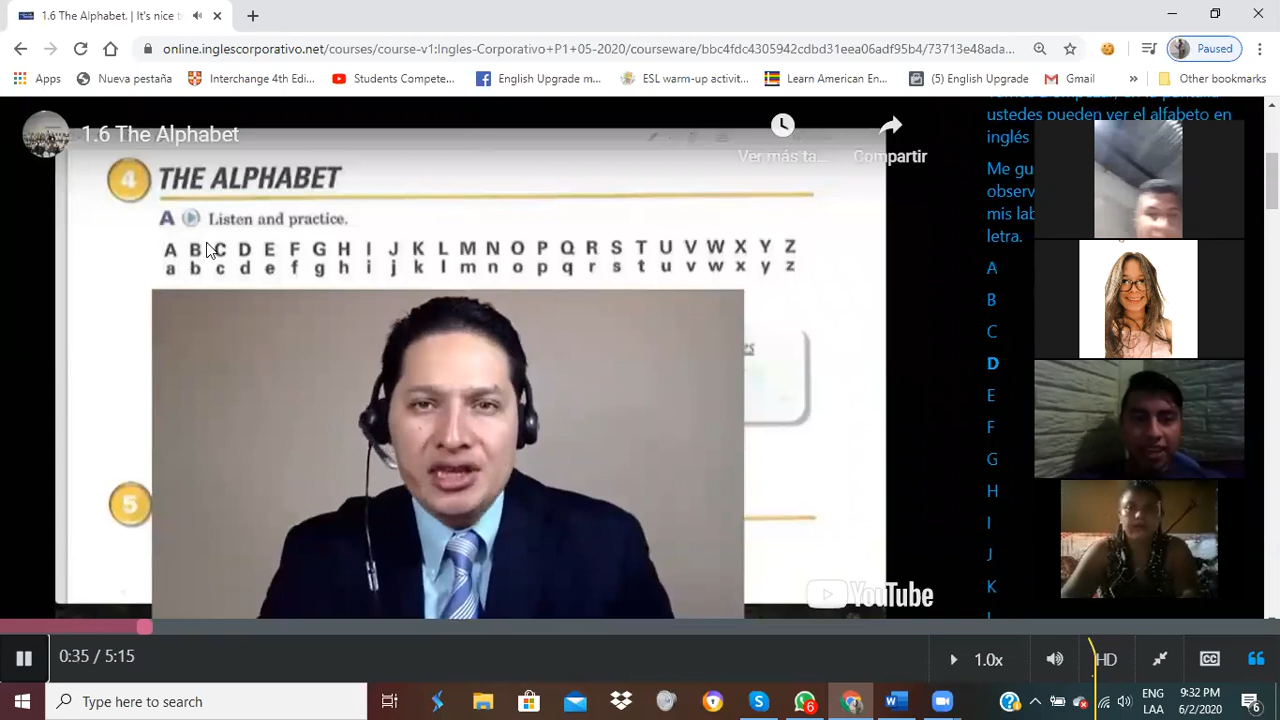 1.6 The Alphabet. | It's nice t
online.inglescorporativo.net/courses/course-v1:Ingles-Corporativo+P1+05-2020/courseware/bbc4fdc4305942cdbd31eea06adf95b4/73713e48ada...
Paused
Apps
Nueva pestaña
Interchange 4th Edi...
Students Compete...
English Upgrade m...
ESL warm-up activit...
Learn American En...
(5) English Upgrade
Gmail
Other bookmarks
1.6 The Alphabet
Ver más ta...
Compartir
4 THE ALPHABET
A Listen and practice.
A B C D E F G H I J K L M N O P Q R S T U V W X Y Z
a b c d e f g h i j k l m n o p q r s t u v w x y z
5
YouTube
ustedes pueden ver el alfabeto en
inglés
Me gu
observ
mis lab
letra.
A
B
C
D
E
F
G
H
I
J
K
0:35 / 5:15
1.0x
HD
CC
Type here to search
6
ENG
LAA
9:32 PM
6/2/2020
6